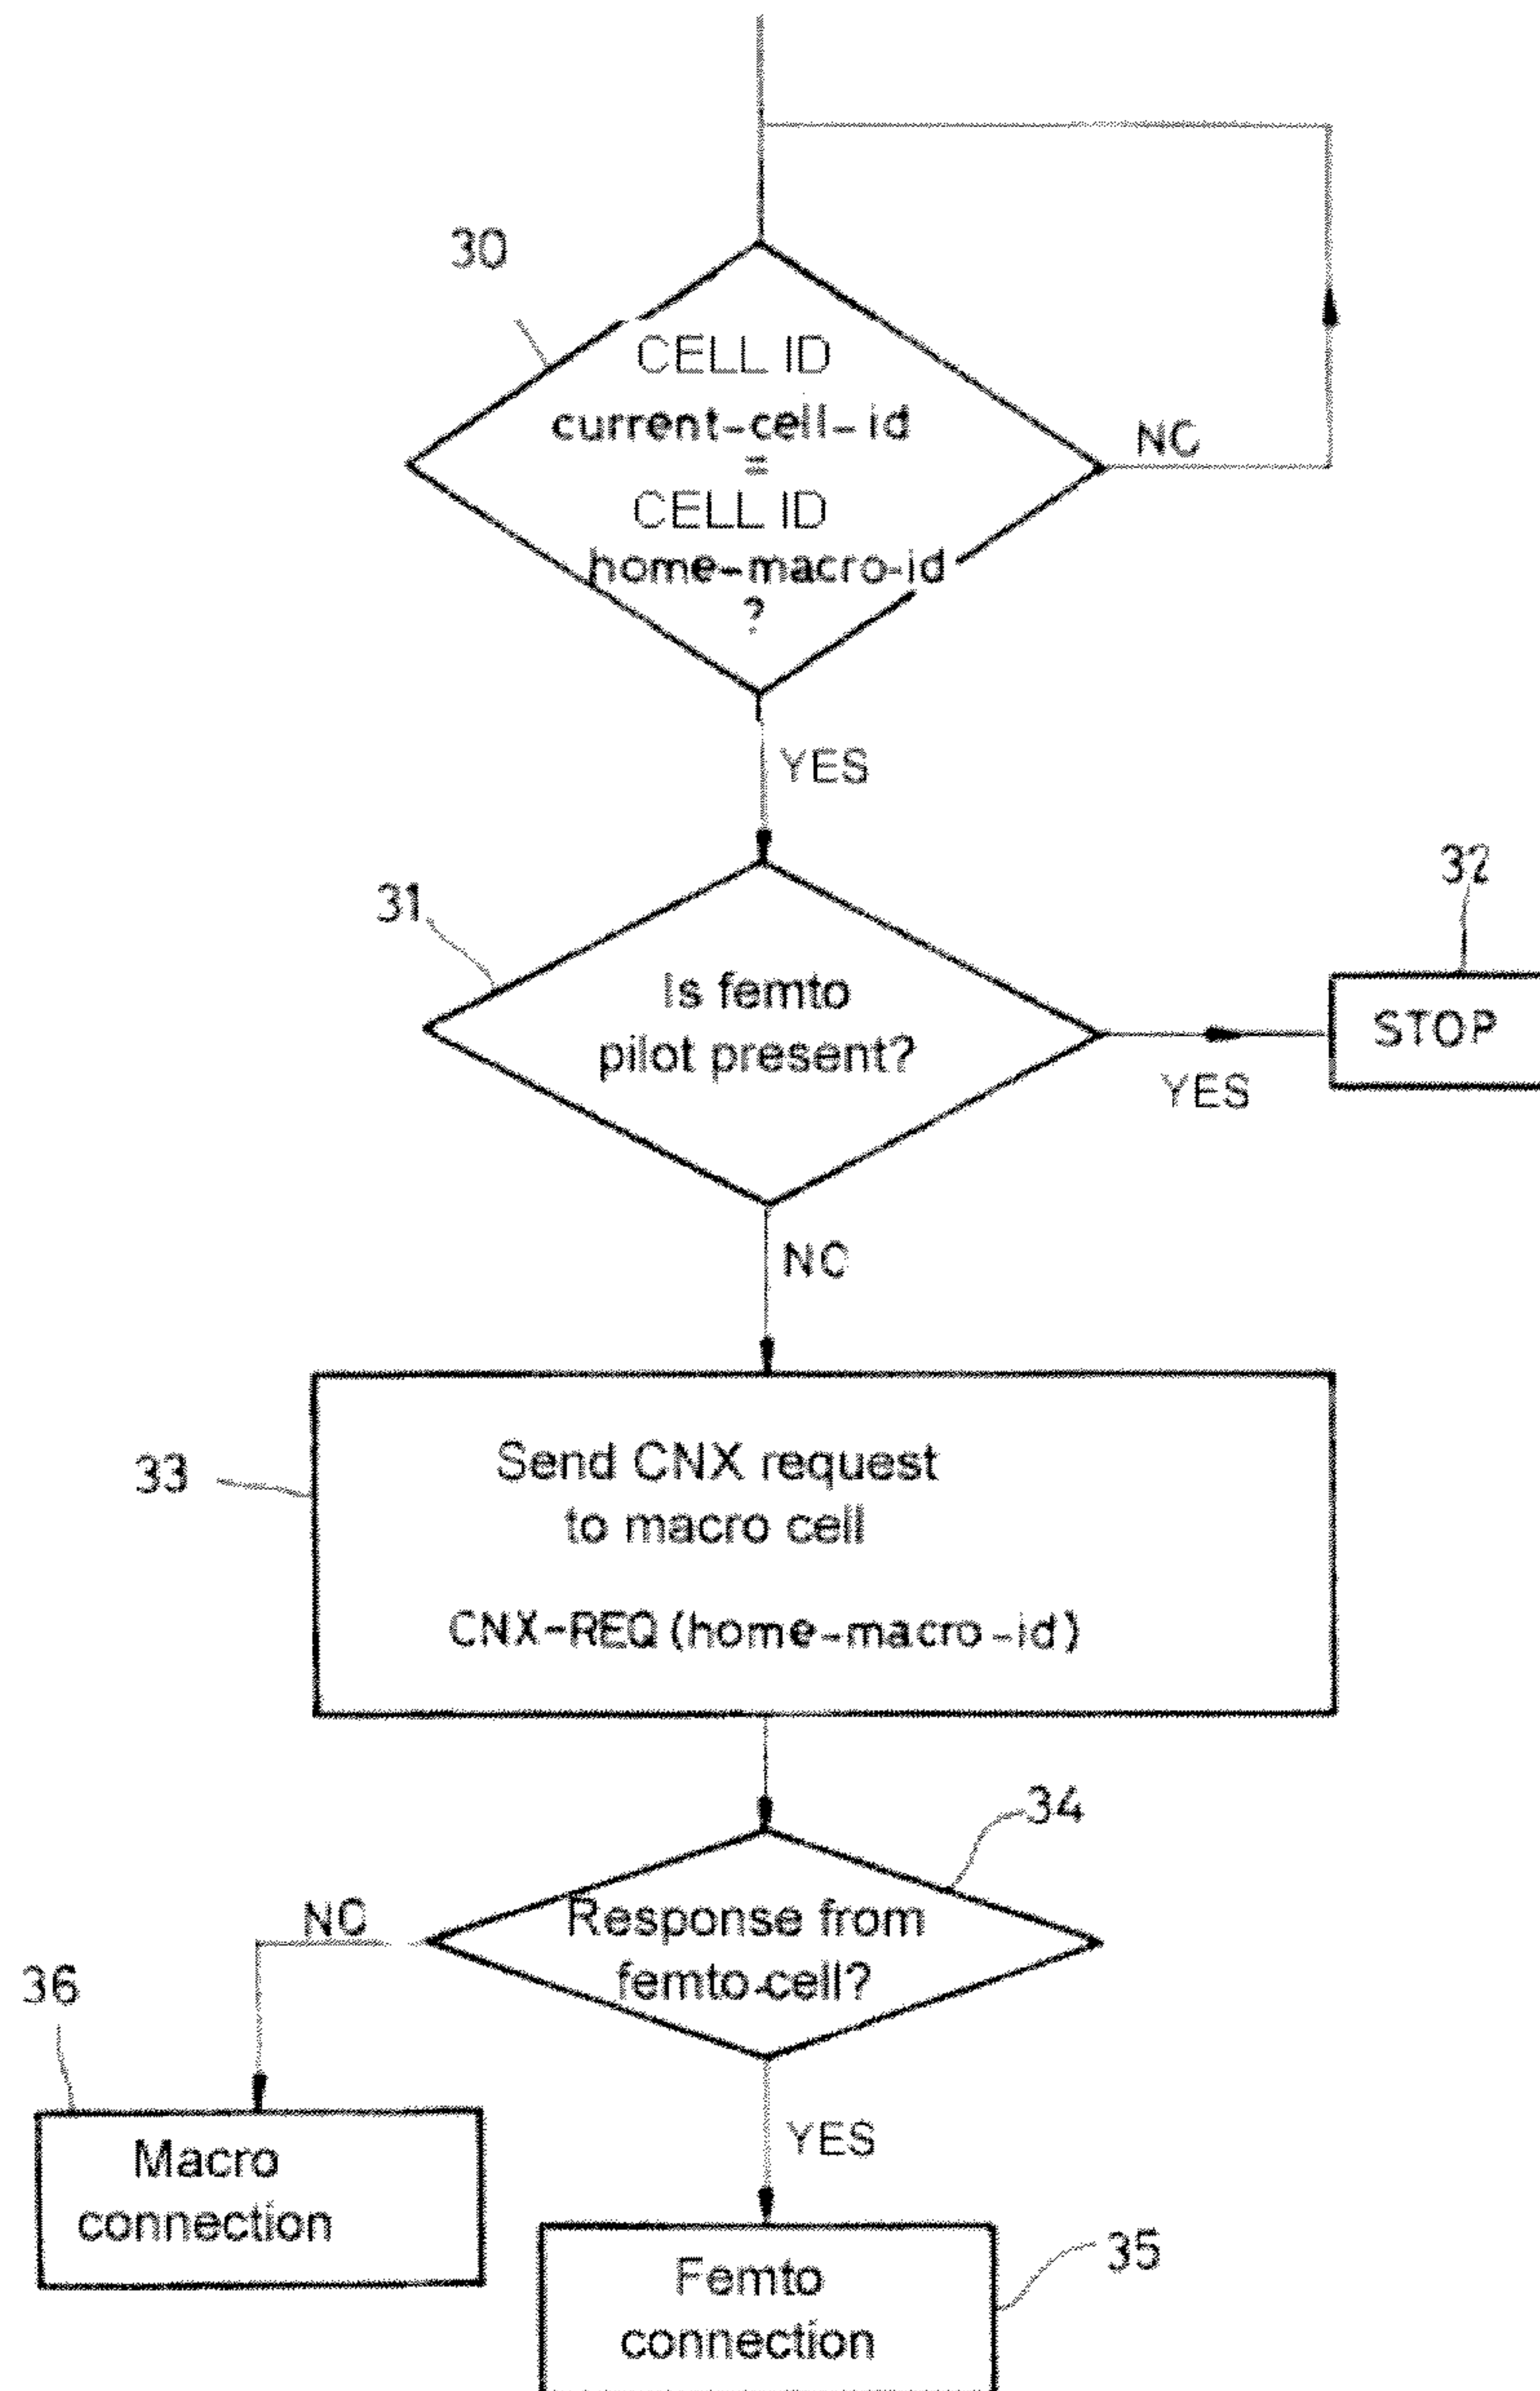 30
CELL ID
current-cell-id
=
CELL ID
home-macro-id
?
NO
YES
31
Is femto
pilot present?
32
STOP
YES
NO
33
Send CNX request
to macro cell
CNX-REQ (home-macro-id)
34
Response from
femto-cell?
NO
36
Macro
connection
YES
35
Femto
connection